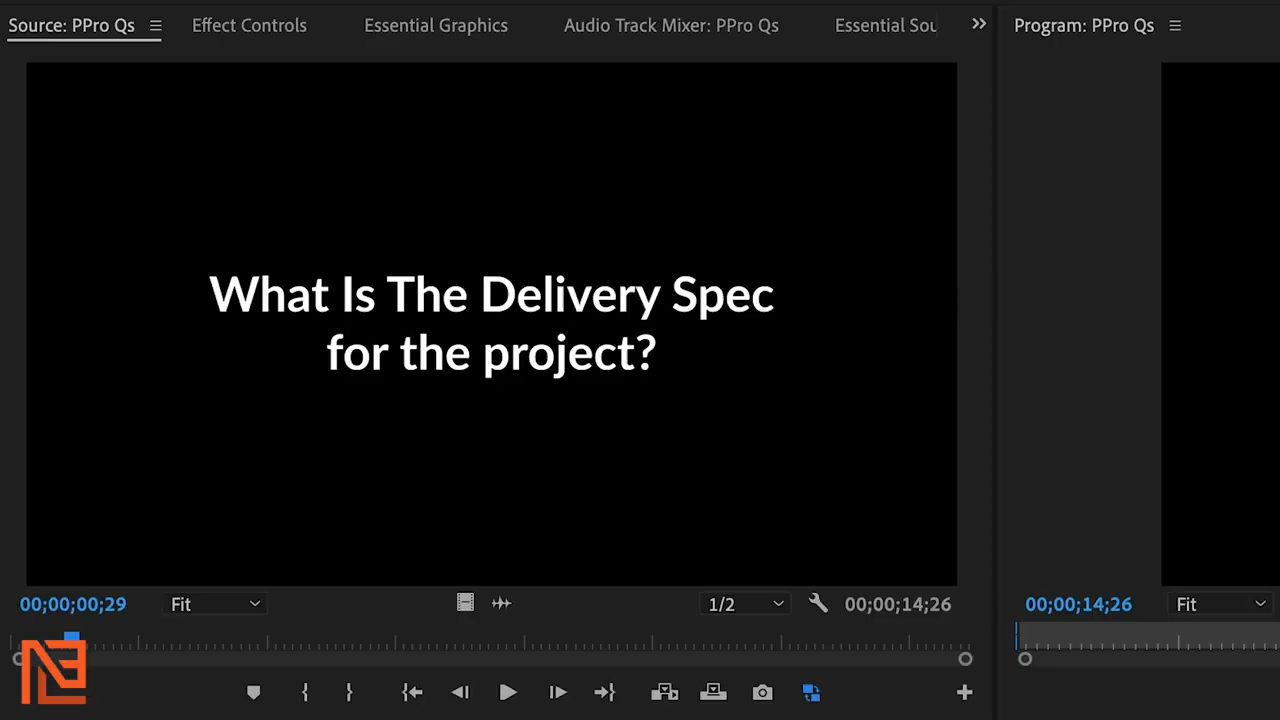 Source: PPro Qs
Effect Controls
Essential Graphics
Audio Track Mixer: PPro Qs
Essential Sou
Program: PPro Qs
What Is The Delivery Spec
for the project?
00;00;00;29
Fit
1/2
00;00;14;26
00;00;14;26
Fit